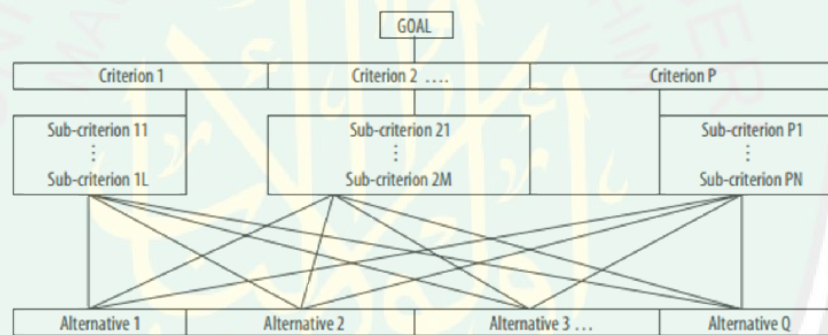 GOAL
Criterion 1 Criterion 2 .... Criterion P
Sub-criterion 11 Sub-criterion 21 Sub-criterion P1
⋮ ⋮ ⋮
Sub-criterion 1L Sub-criterion 2M Sub-criterion PN
Alternative 1 Alternative 2 Alternative 3 ... Alternative Q